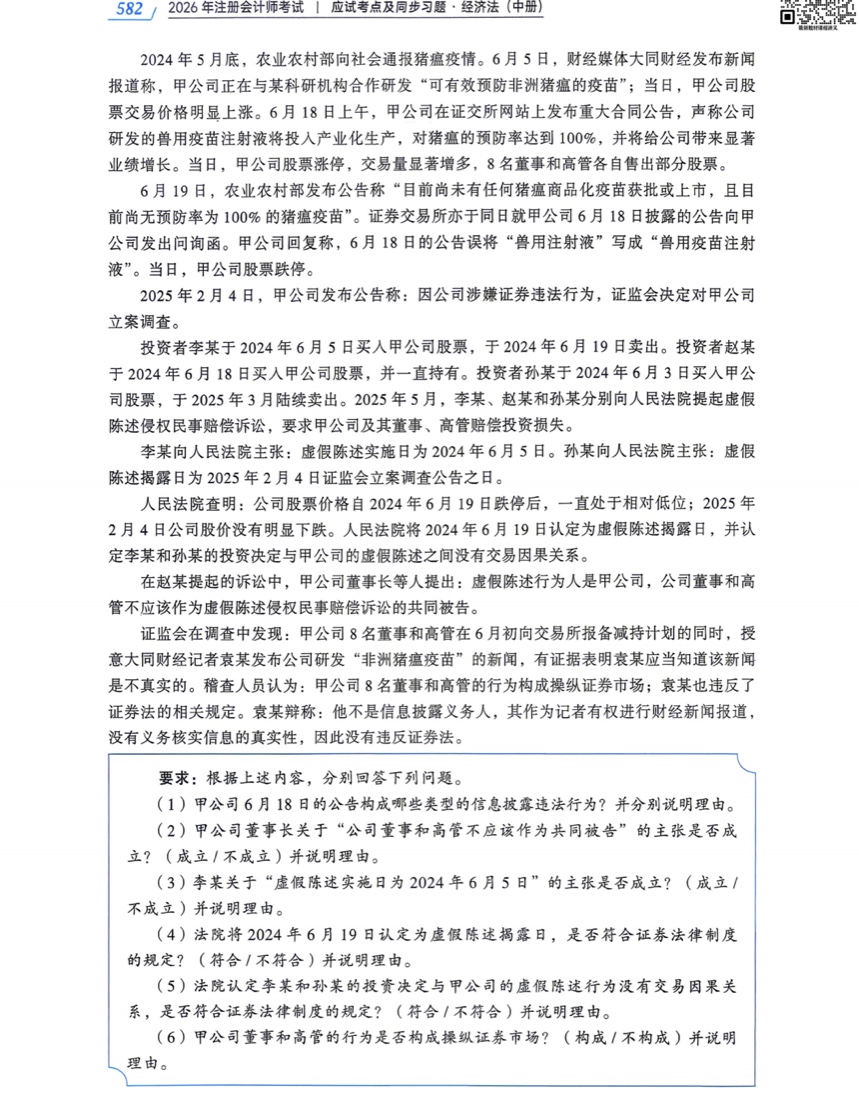 582 2026年注册会计师考试 | 应试考点及同步习题·经济法（中册）
2024年5月底，农业农村部向社会通报猪瘟疫情。6月5日，财经媒体大同财经发布新闻
报道称，甲公司正在与某科研机构合作研发“可有效预防非洲猪瘟的疫苗”；当日，甲公司股
票交易价格明显上涨。6月18日上午，甲公司在证交所网站上发布重大合同公告，声称公司
研发的兽用疫苗注射液将投入产业化生产，对猪瘟的预防率达到100%，并将给公司带来显著
业绩增长。当日，甲公司股票涨停，交易量显著增多，8名董事和高管各自售出部分股票。
6月19日，农业农村部发布公告称“目前尚未有任何猪瘟商品化疫苗获批或上市，且目
前尚无预防率为100%的猪瘟疫苗”。证券交易所亦于同日就甲公司6月18日披露的公告向甲
公司发出问询函。甲公司回复称，6月18日的公告误将“兽用注射液”写成“兽用疫苗注射
液”。当日，甲公司股票跌停。
2025年2月4日，甲公司发布公告称：因公司涉嫌证券违法行为，证监会决定对甲公司
立案调查。
投资者李某于2024年6月5日买入甲公司股票，于2024年6月19日卖出。投资者赵某
于2024年6月18日买入甲公司股票，并一直持有。投资者孙某于2024年6月3日买入甲公
司股票，于2025年3月陆续卖出。2025年5月，李某、赵某和孙某分别向人民法院提起虚假
陈述侵权民事赔偿诉讼，要求甲公司及其董事、高管赔偿投资损失。
李某向人民法院主张：虚假陈述实施日为2024年6月5日。孙某向人民法院主张：虚假
陈述揭露日为2025年2月4日证监会立案调查公告之日。
人民法院查明：公司股票价格自2024年6月19日跌停后，一直处于相对低位；2025年
2月4日公司股价没有明显下跌。人民法院将2024年6月19日认定为虚假陈述揭露日，并认
定李某和孙某的投资决定与甲公司的虚假陈述之间没有交易因果关系。
在赵某提起的诉讼中，甲公司董事长等人提出：虚假陈述行为人是甲公司，公司董事和高
管不应该作为虚假陈述侵权民事赔偿诉讼的共同被告。
证监会在调查中发现：甲公司8名董事和高管在6月初向交易所报备减持计划的同时，授
意大同财经记者袁某发布公司研发“非洲猪瘟疫苗”的新闻，有证据表明袁某应当知道该新闻
是不真实的。稽查人员认为：甲公司8名董事和高管的行为构成操纵证券市场；袁某也违反了
证券法的相关规定。袁某辩称：他不是信息披露义务人，其作为记者有权进行财经新闻报道，
没有义务核实信息的真实性，因此没有违反证券法。
要求：根据上述内容，分别回答下列问题。
（1）甲公司6月18日的公告构成哪些类型的信息披露违法行为？并分别说明理由。
（2）甲公司董事长关于“公司董事和高管不应该作为共同被告”的主张是否成
立？（成立/不成立）并说明理由。
（3）李某关于“虚假陈述实施日为2024年6月5日”的主张是否成立？（成立/
不成立）并说明理由。
（4）法院将2024年6月19日认定为虚假陈述揭露日，是否符合证券法律制度
的规定？（符合/不符合）并说明理由。
（5）法院认定李某和孙某的投资决定与甲公司的虚假陈述行为没有交易因果关
系，是否符合证券法律制度的规定？（符合/不符合）并说明理由。
（6）甲公司董事和高管的行为是否构成操纵证券市场？（构成/不构成）并说明
理由。